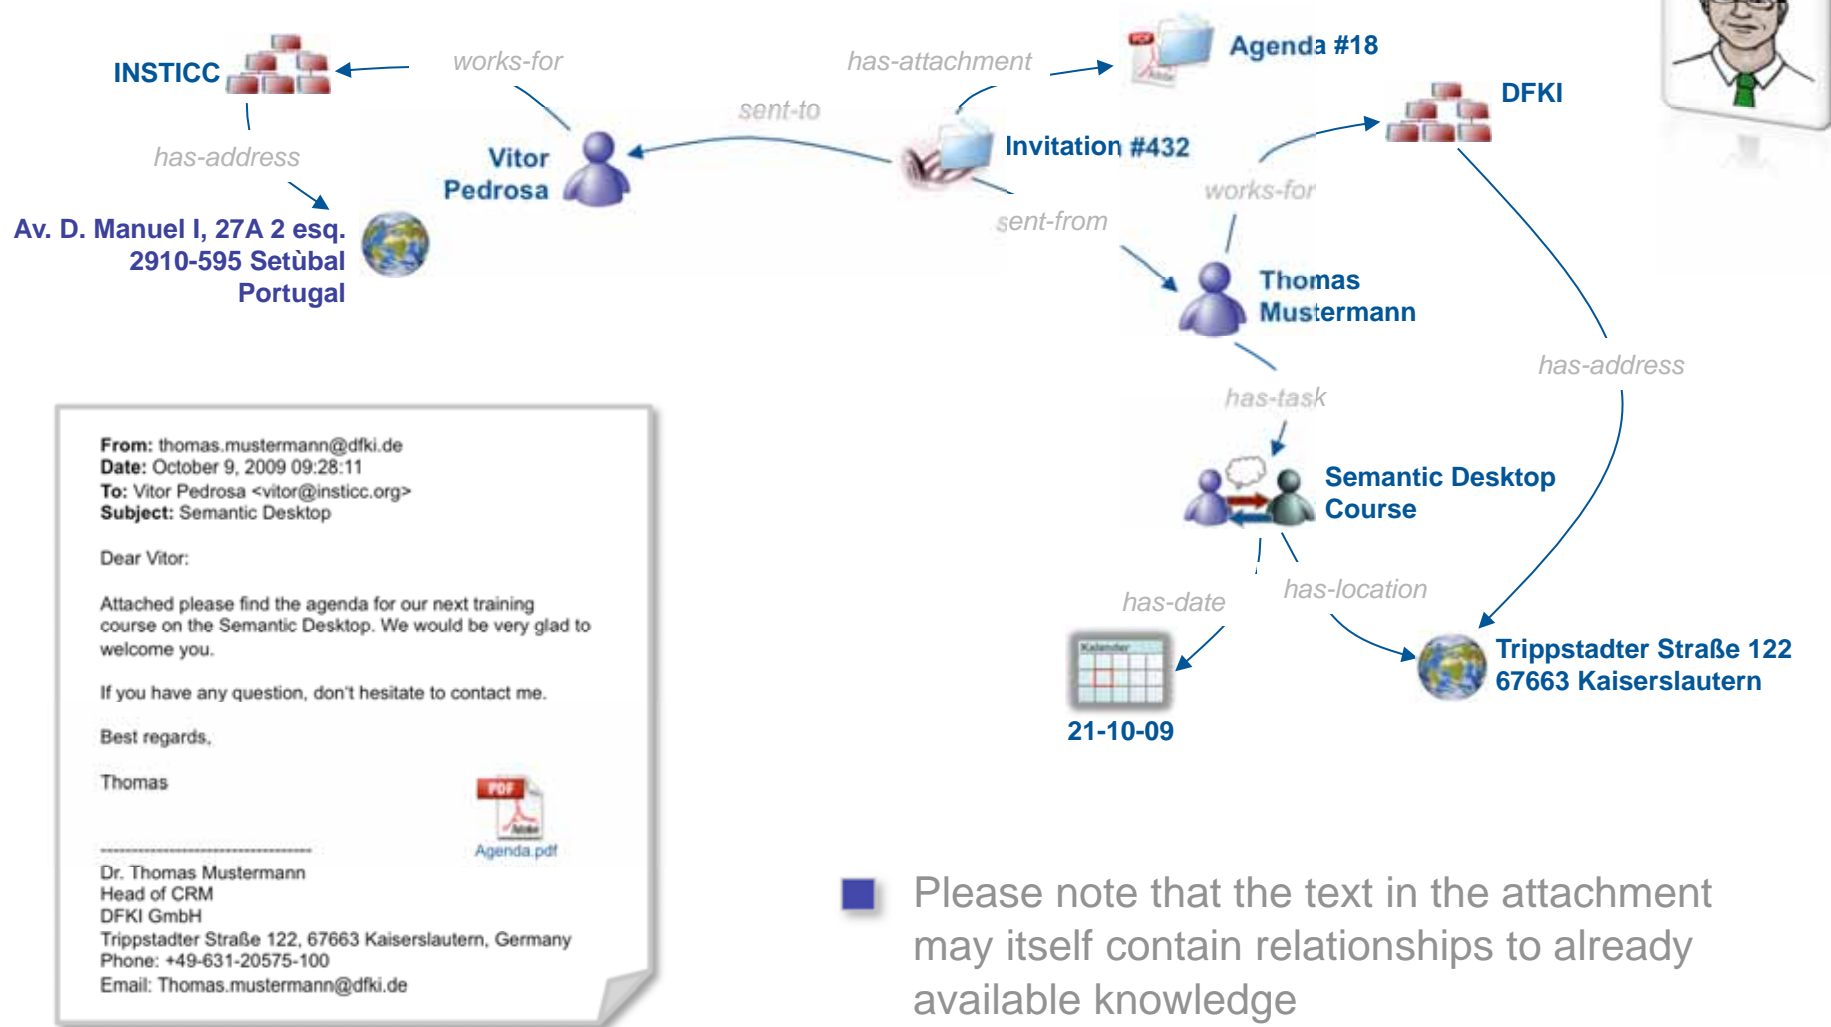 INSTICC
works-for
has-attachment
PDF
Adobe
Agenda #18
DFKI
sent-to
Invitation #432
has-address
Vitor
Pedrosa
works-for
sent-from
Av. D. Manuel I, 27A 2 esq.
2910-595 Setùbal
Portugal
Thomas
Mustermann
has-address
has-task
Semantic Desktop
Course
has-date
has-location
Kalender
21-10-09
Trippstadter Straße 122
67663 Kaiserslautern
From: thomas.mustermann@dfki.de
Date: October 9, 2009 09:28:11
To: Vitor Pedrosa <vitor@insticc.org>
Subject: Semantic Desktop
Dear Vitor:
Attached please find the agenda for our next training
course on the Semantic Desktop. We would be very glad to
welcome you.
If you have any question, don't hesitate to contact me.
Best regards,
Thomas
PDF
Adobe
Agenda.pdf
----------------------------------
Dr. Thomas Mustermann
Head of CRM
DFKI GmbH
Trippstadter Straße 122, 67663 Kaiserslautern, Germany
Phone: +49-631-20575-100
Email: Thomas.mustermann@dfki.de
Please note that the text in the attachment
may itself contain relationships to already
available knowledge